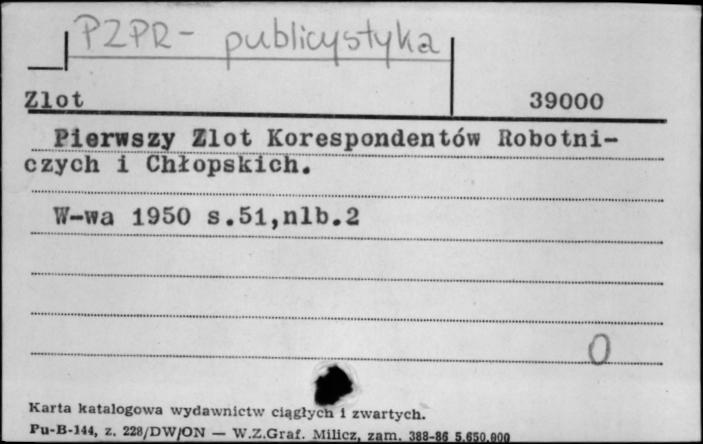 PZPR- publicystyka
Zlot 39000
Pierwszy Zlot Korespondentów Robotni-
czych i Chłopskich.
W-wa 1950 s.51,nlb.2
0
Karta katalogowa wydawnictw ciągłych i zwartych.
Pu-B-144, z. 228/DW/ON — W.Z.Graf. Milicz, zam. 388-86 5.650.000